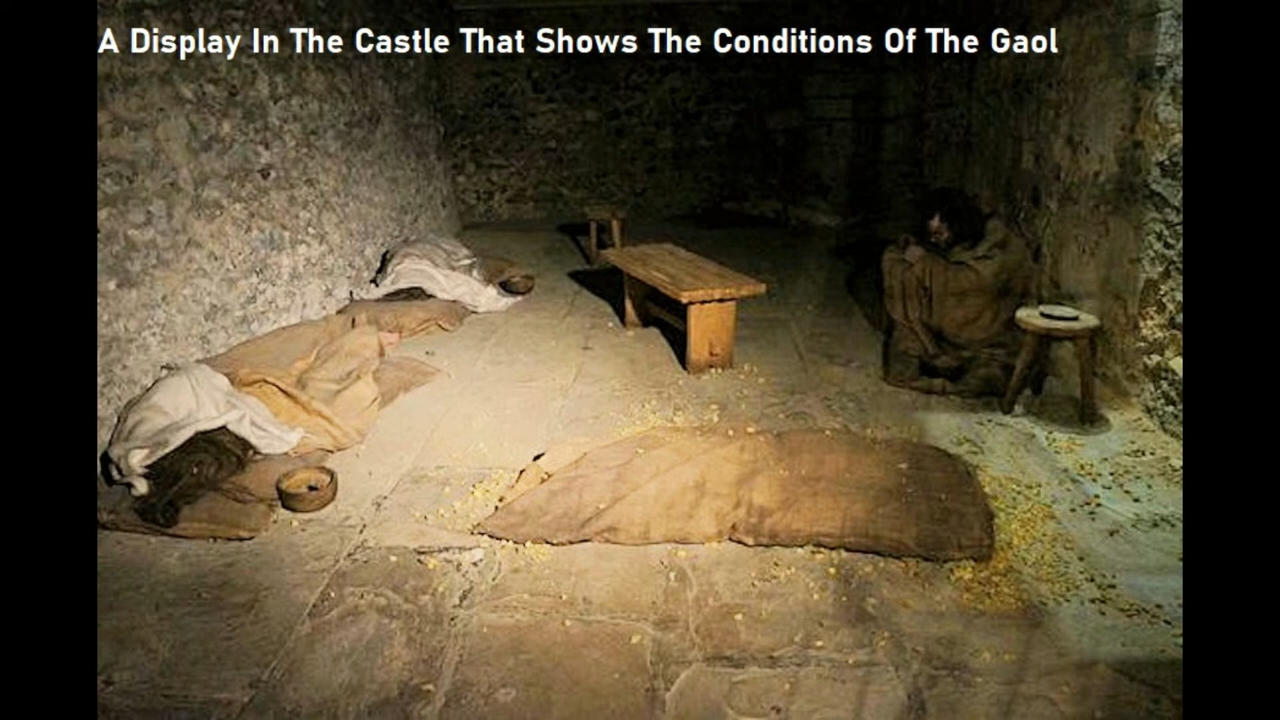 A Display In The Castle That Shows The Conditions Of The Gaol